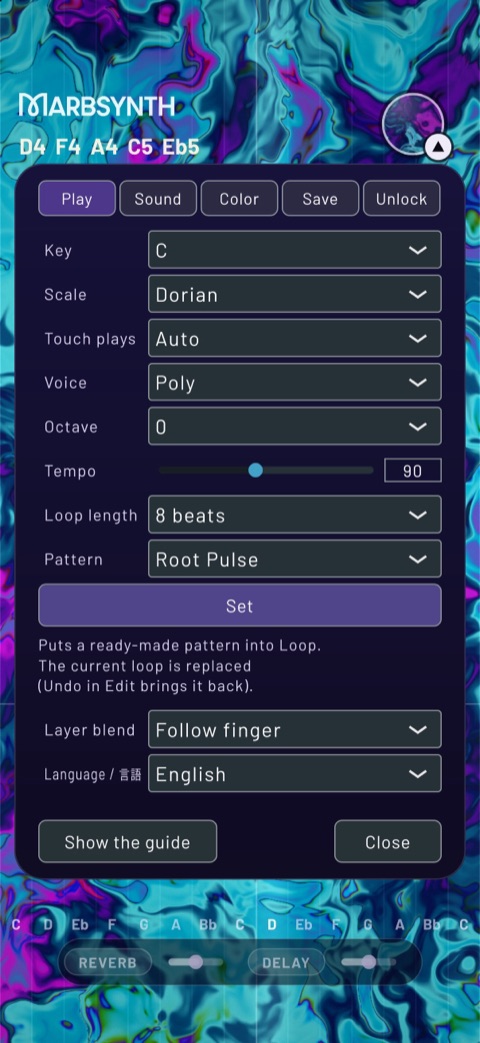 MARBSYNTH
D4 F4 A4 C5 Eb5
Play Sound Color Save Unlock
Key C
Scale Dorian
Touch plays Auto
Voice Poly
Octave 0
Tempo 90
Loop length 8 beats
Pattern Root Pulse
Set
Puts a ready-made pattern into Loop.
The current loop is replaced
(Undo in Edit brings it back).
Layer blend Follow finger
Language / 言語 English
Show the guide Close
C D Eb F G A Bb C D Eb F G A Bb C
REVERB DELAY